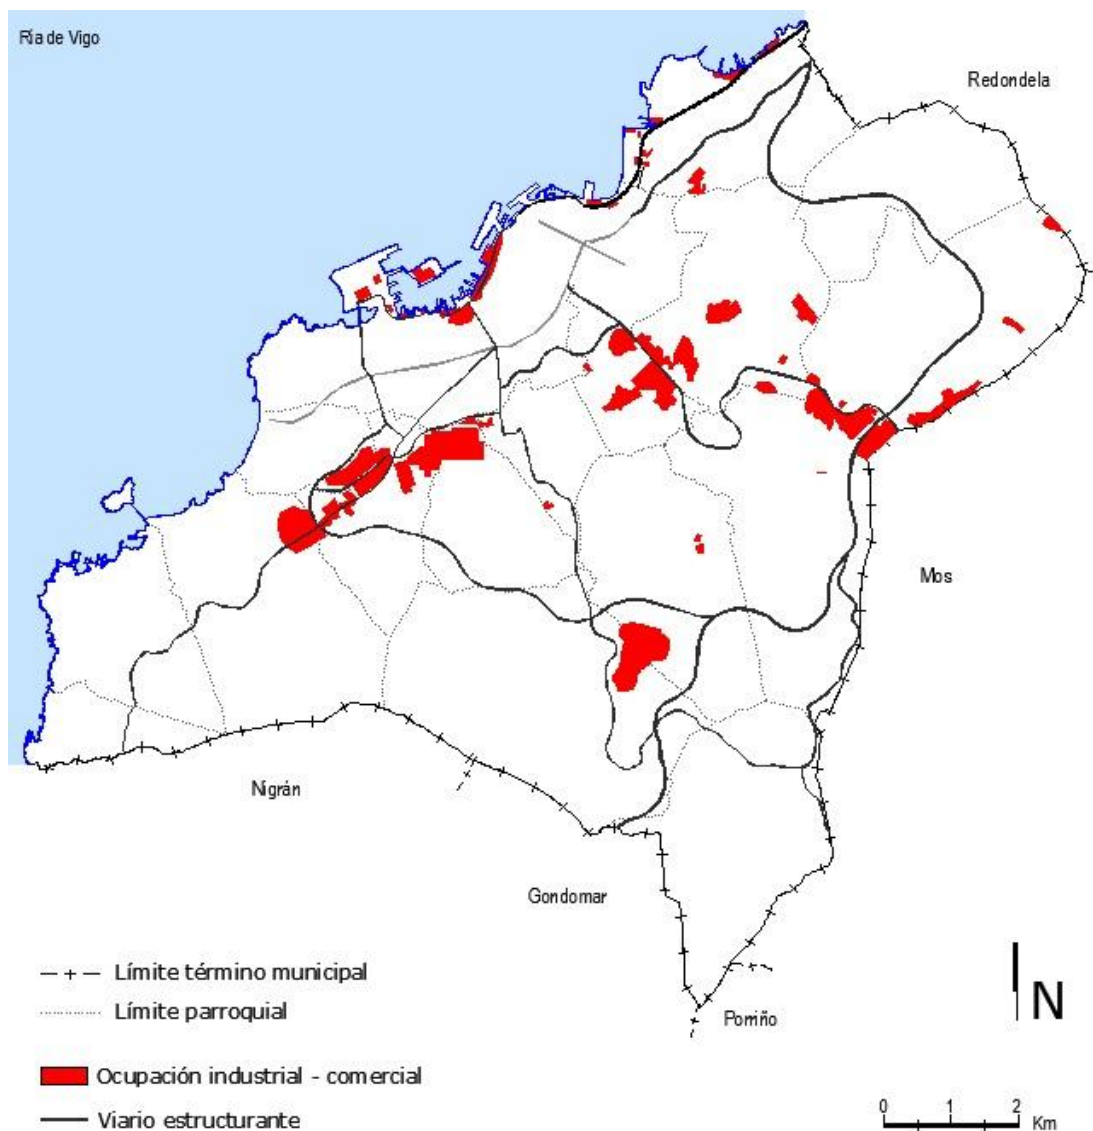 Ría de Vigo
Redondela
Mos
Nigrán
Gondomar
Porriño
Límite término municipal
Límite parroquial
Ocupación industrial - comercial
Viario estructurante
N
0 1 2
Km